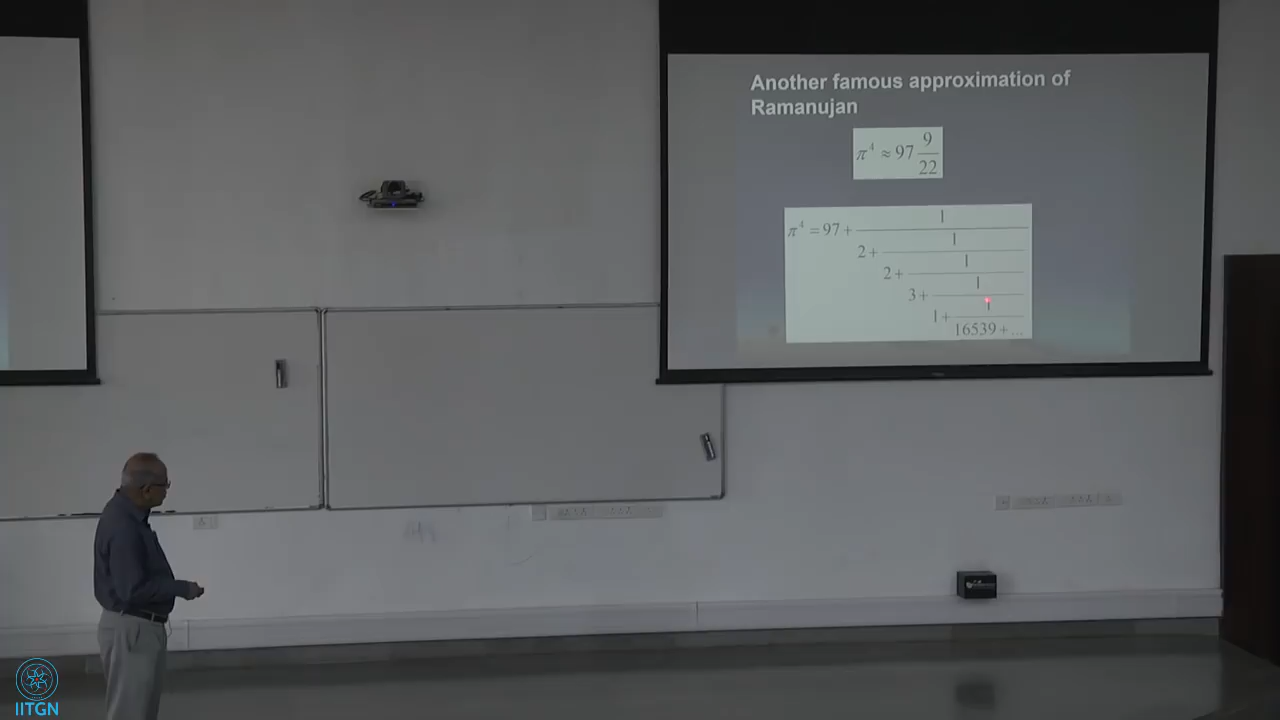 Another famous approximation of
Ramanujan
π⁴ ≈ 97 9/22
π⁴ = 97 + 1
2 + 1
2 + 1
3 + 1
1 + 1
16539 + ...
IITGN